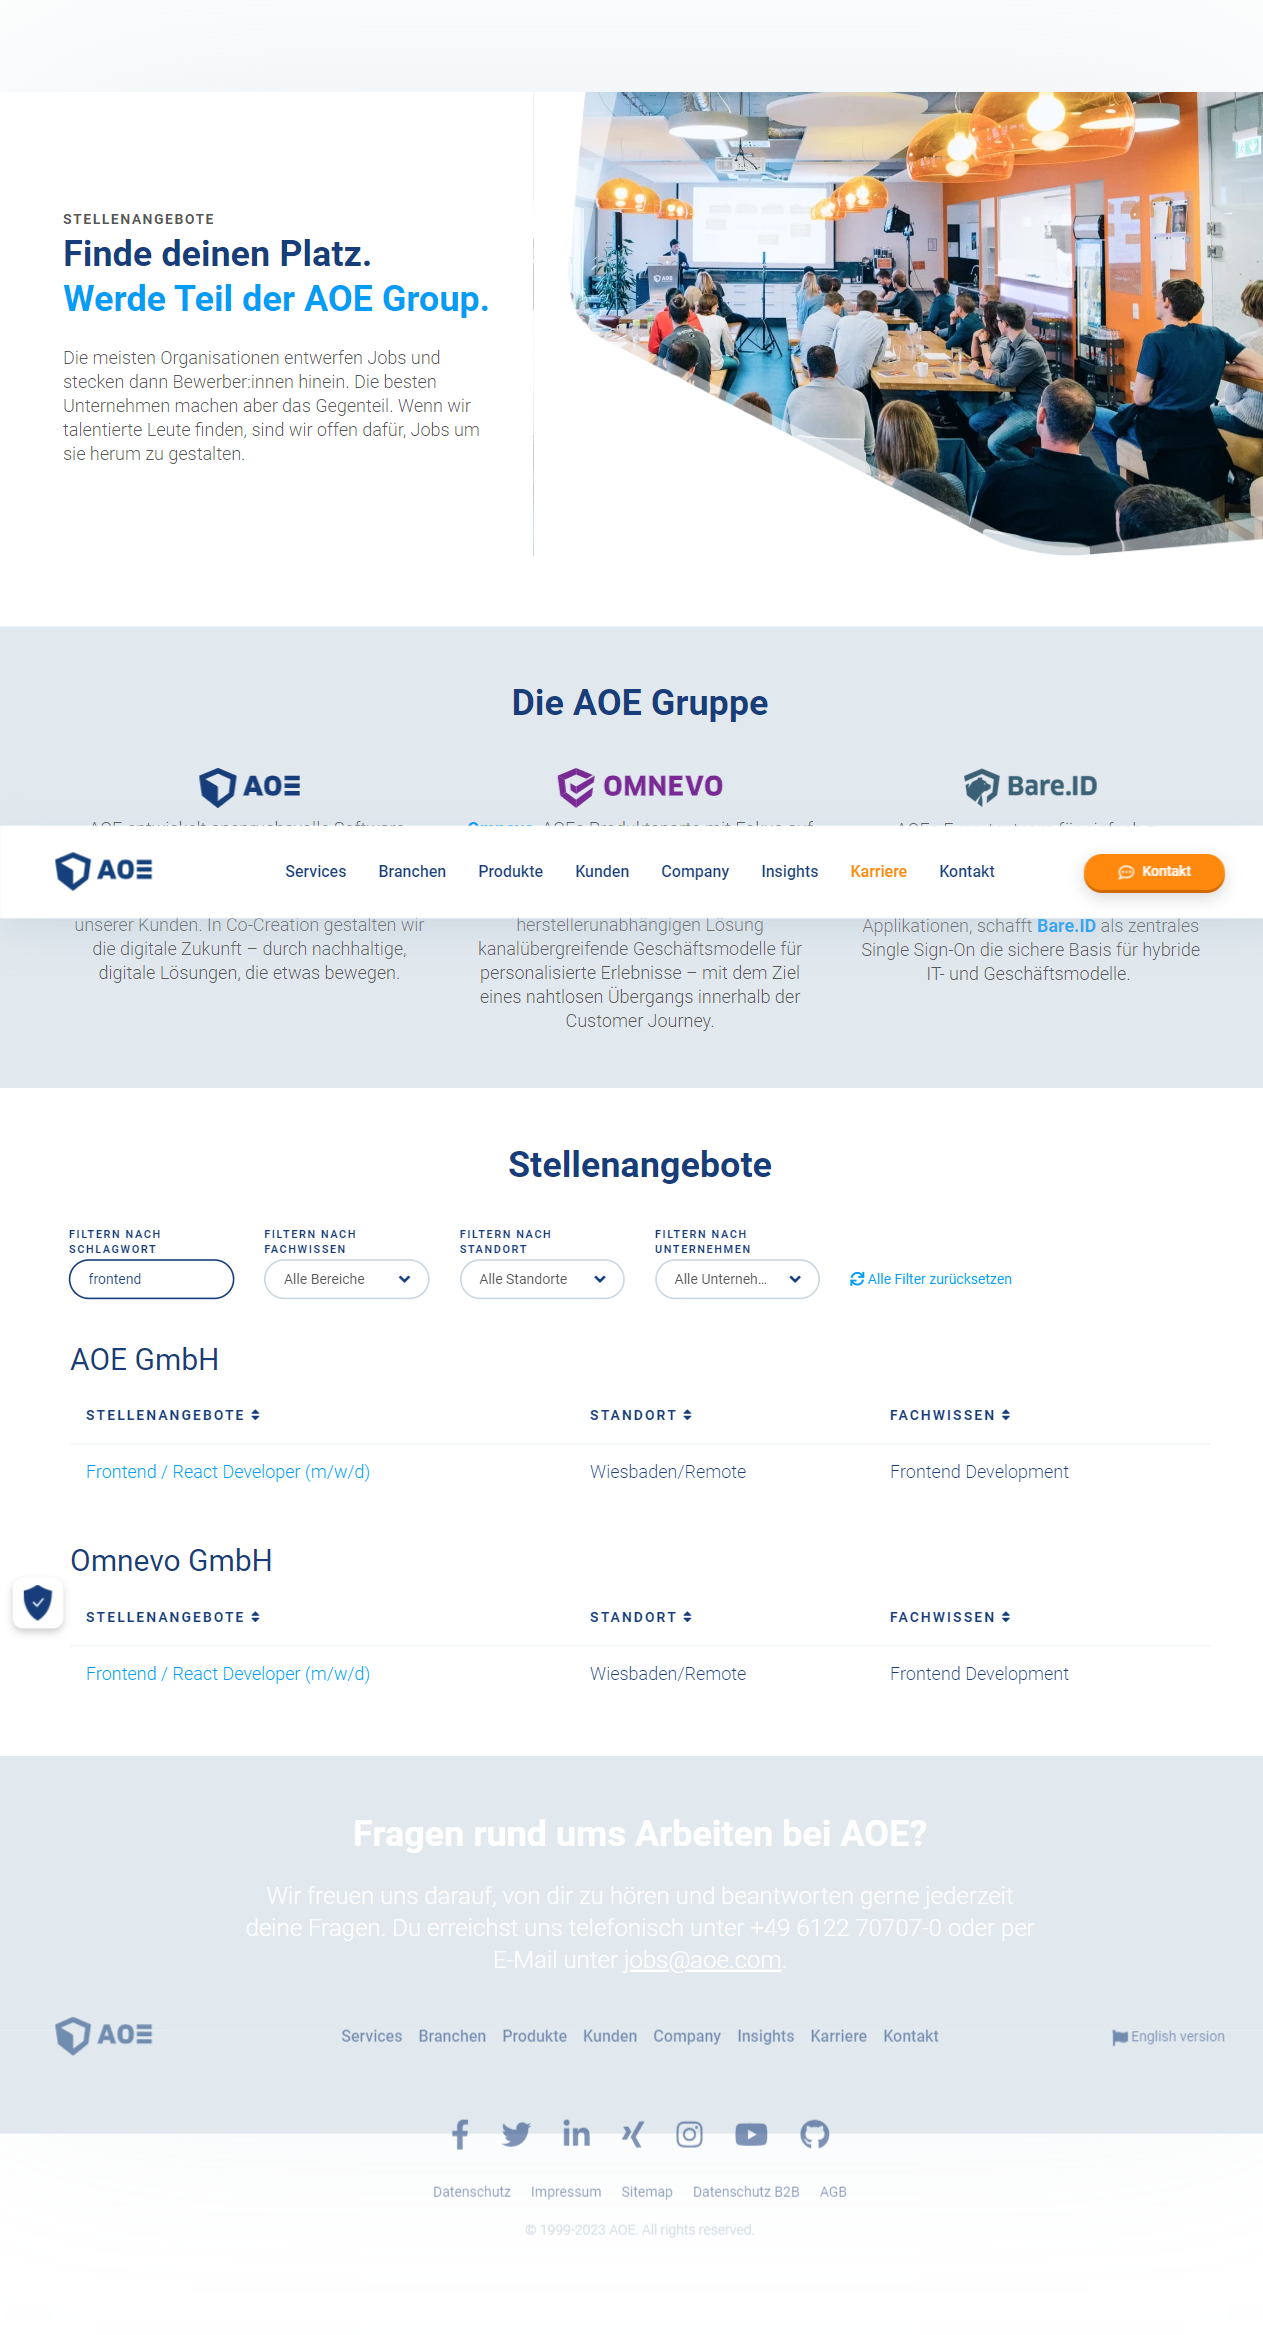 STELLENANGEBOTE
Finde deinen Platz.
Werde Teil der AOE Group.
Die meisten Organisationen entwerfen Jobs und
stecken dann Bewerber:innen hinein. Die besten
Unternehmen machen aber das Gegenteil. Wenn wir
talentierte Leute finden, sind wir offen dafür, Jobs um
sie herum zu gestalten.
Die AOE Gruppe
AOE
OMNEVO
Bare.ID
AOE
Services Branchen Produkte Kunden Company Insights Karriere Kontakt
Kontakt
unserer Kunden. In Co-Creation gestalten wir
die digitale Zukunft – durch nachhaltige,
digitale Lösungen, die etwas bewegen.
herstellerunabhängigen Lösung
kanalübergreifende Geschäftsmodelle für
personalisierte Erlebnisse – mit dem Ziel
eines nahtlosen Übergangs innerhalb der
Customer Journey.
Applikationen, schafft Bare.ID als zentrales
Single Sign-On die sichere Basis für hybride
IT- und Geschäftsmodelle.
Stellenangebote
FILTERN NACH
SCHLAGWORT
frontend
FILTERN NACH
FACHWISSEN
Alle Bereiche
FILTERN NACH
STANDORT
Alle Standorte
FILTERN NACH
UNTERNEHMEN
Alle Unterneh...
Alle Filter zurücksetzen
AOE GmbH
STELLENANGEBOTE STANDORT FACHWISSEN
Frontend / React Developer (m/w/d) Wiesbaden/Remote Frontend Development
Omnevo GmbH
STELLENANGEBOTE STANDORT FACHWISSEN
Frontend / React Developer (m/w/d) Wiesbaden/Remote Frontend Development
Fragen rund ums Arbeiten bei AOE?
Wir freuen uns darauf, von dir zu hören und beantworten gerne jederzeit
deine Fragen. Du erreichst uns telefonisch unter +49 6122 70707-0 oder per
E-Mail unter jobs@aoe.com.
AOE
Services Branchen Produkte Kunden Company Insights Karriere Kontakt
English version
Datenschutz Impressum Sitemap Datenschutz B2B AGB
© 1999-2023 AOE. All rights reserved.